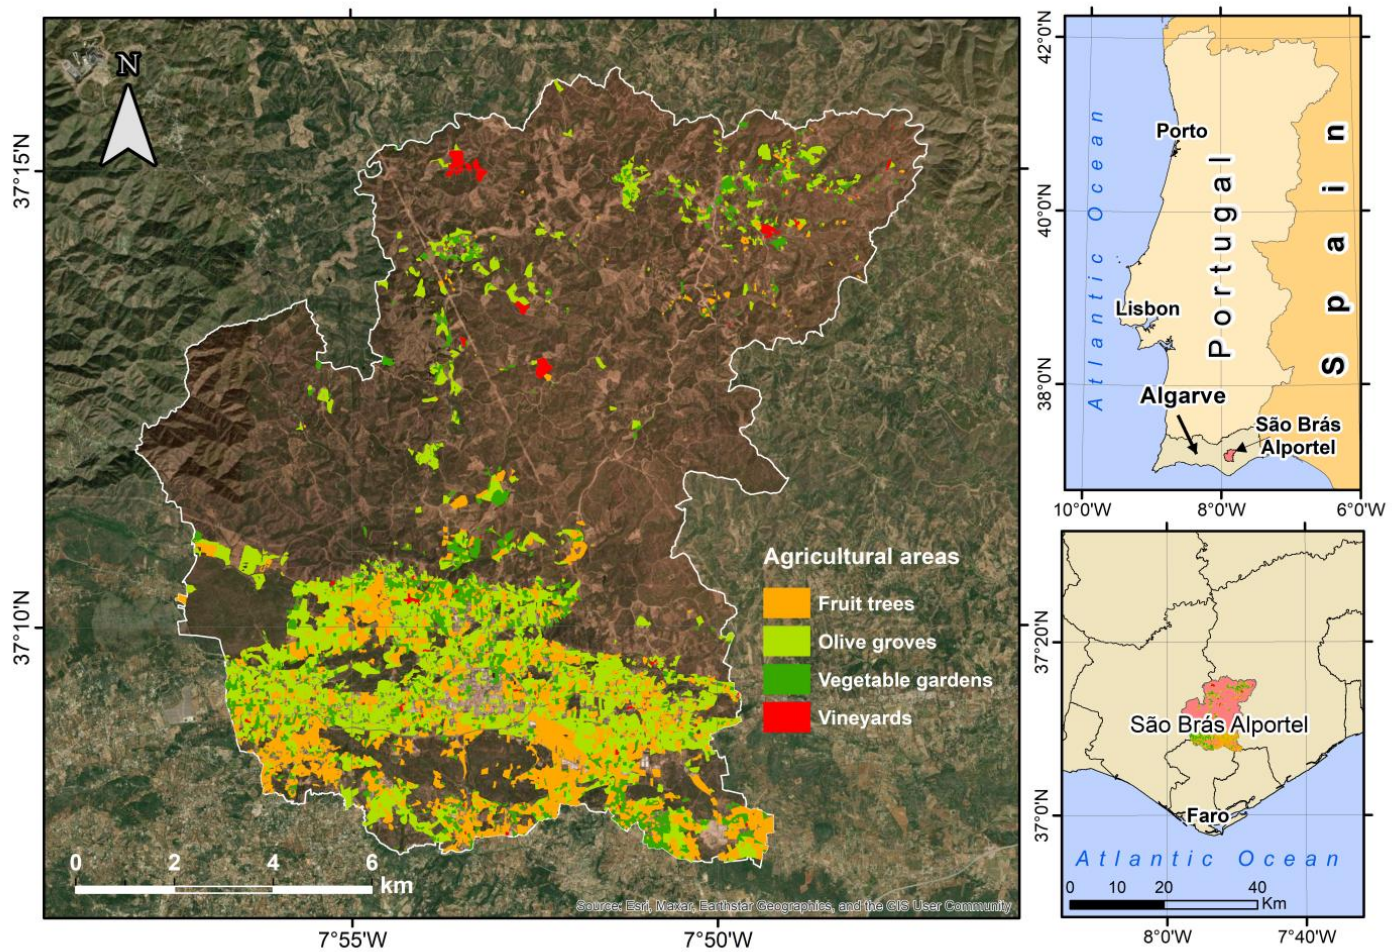 N
37°15'N
37°10'N
7°55'W
7°50'W
Agricultural areas
Fruit trees
Olive groves
Vegetable gardens
Vineyards
0 2 4 6
km
Source: Esri, Maxar, Earthstar Geographics, and the GIS User Community
42°0'N
40°0'N
38°0'N
Atlantic Ocean
Porto
Portugal
Spain
Lisbon
Algarve
São Brás
Alportel
10°0'W 8°0'W 6°0'W
37°20'N
37°0'N
São Brás Alportel
Faro
Atlantic Ocean
0 10 20 40
Km
8°0'W 7°40'W